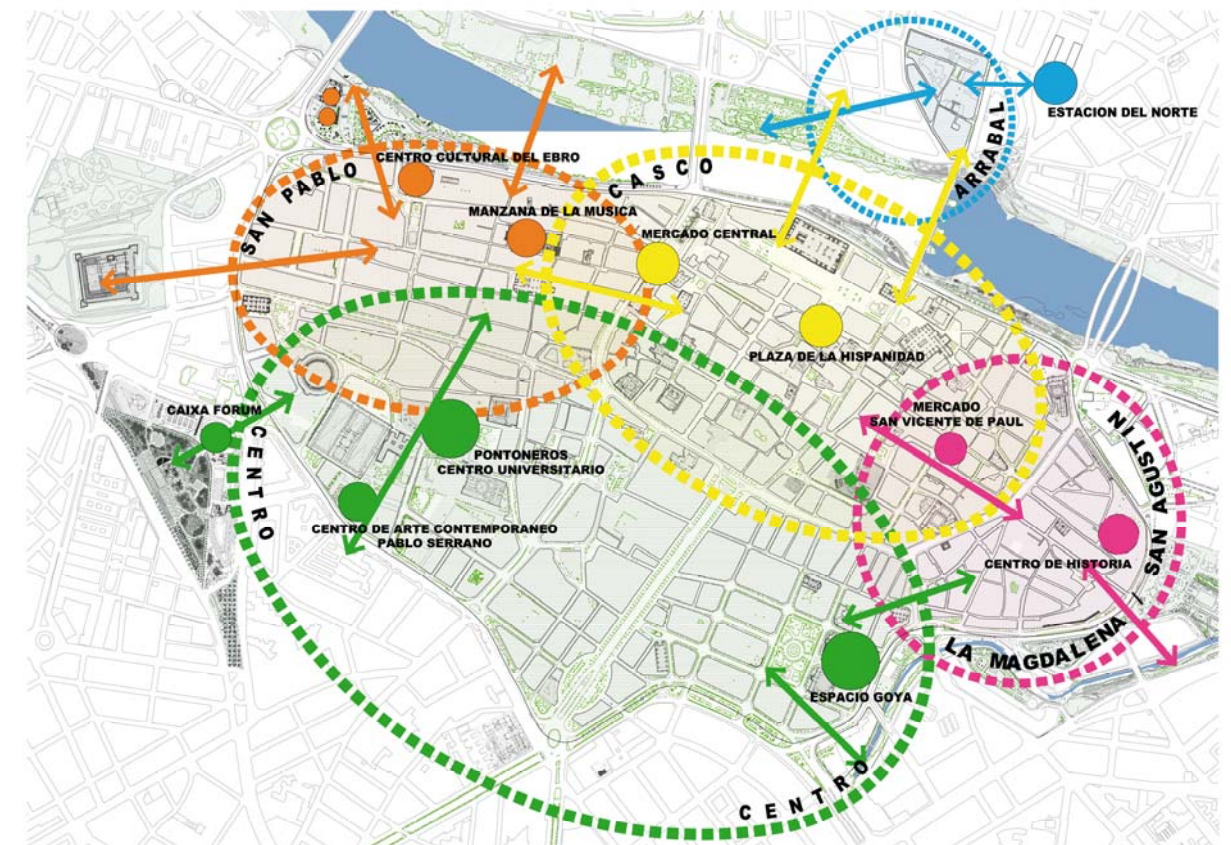 ESTACION DEL NORTE
ARRABAL
CENTRO CULTURAL DEL EBRO
SAN PABLO
CASCO
MANZANA DE LA MUSICA
MERCADO CENTRAL
PLAZA DE LA HISPANIDAD
CAIXA FORUM
MERCADO
SAN VICENTE DE PAUL
CENTRO
PONTONEROS
CENTRO UNIVERSITARIO
CENTRO DE ARTE CONTEMPORANEO
PABLO SERRANO
CENTRO DE HISTORIA
LA MAGDALENA / SAN AGUSTIN
ESPACIO GOYA
CENTRO